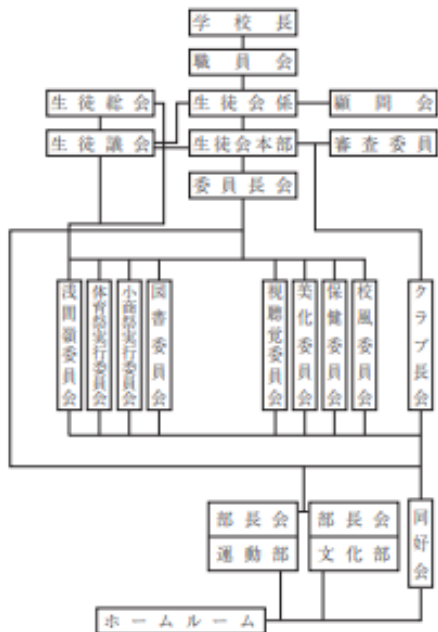 学校長
職員会
生徒総会
生徒会係
顧問会
生徒議会
生徒会本部
審査委員
委員長会
浅間嶺委員会
体育祭実行委員会
小商祭実行委員会
図書委員会
視聴覚委員会
美化委員会
保健委員会
校風委員会
クラブ長会
部長会
運動部
部長会
文化部
同好会
ホームルーム